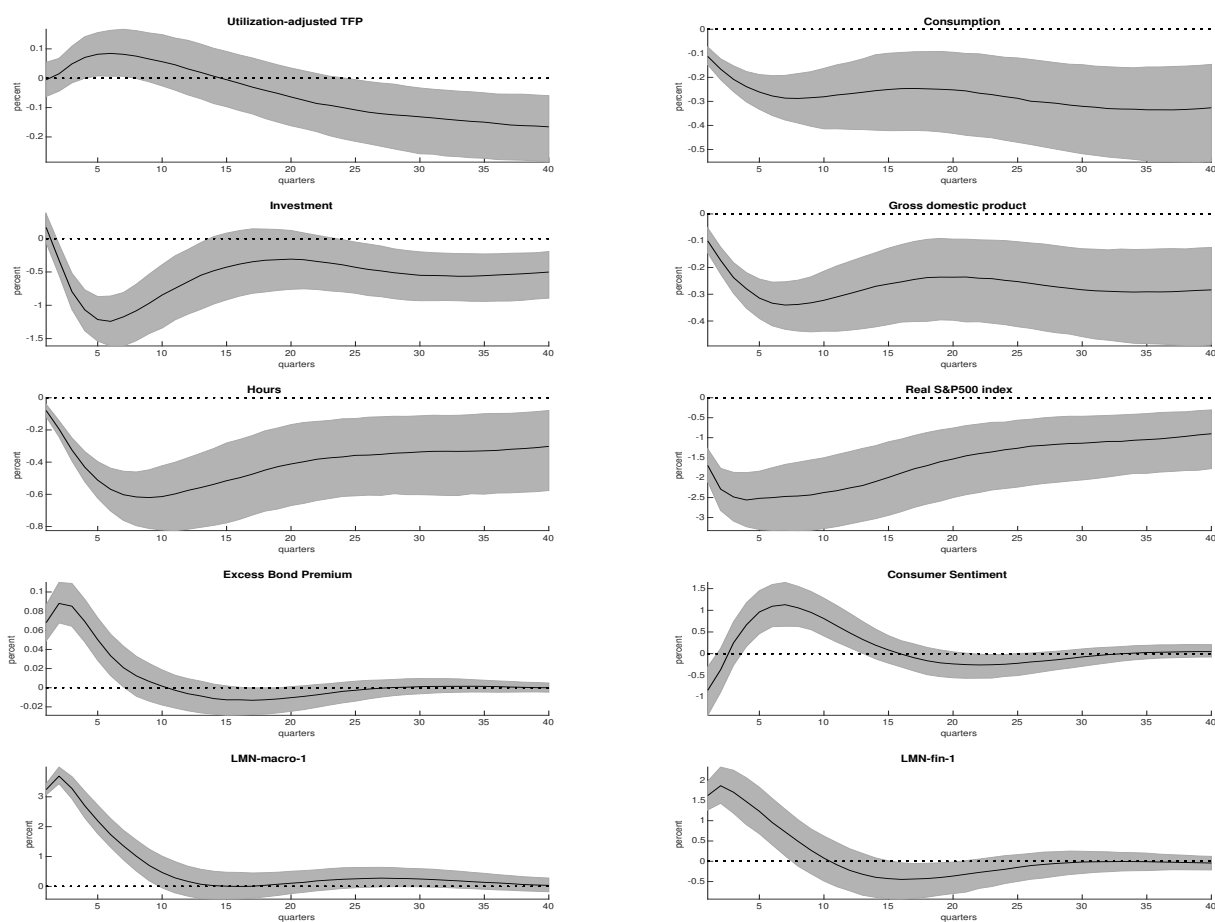 Utilization-adjusted TFP
percent
0.1
0
-0.1
-0.2
5 10 15 20 25 30 35 40
quarters
Consumption
percent
0
-0.1
-0.2
-0.3
-0.4
-0.5
5 10 15 20 25 30 35 40
quarters
Investment
percent
0
-0.5
-1
-1.5
5 10 15 20 25 30 35 40
quarters
Gross domestic product
percent
0
-0.1
-0.2
-0.3
-0.4
5 10 15 20 25 30 35 40
quarters
Hours
percent
0
-0.2
-0.4
-0.6
-0.8
5 10 15 20 25 30 35 40
quarters
Real S&P500 index
percent
0
-0.5
-1
-1.5
-2
-2.5
-3
5 10 15 20 25 30 35 40
quarters
Excess Bond Premium
percent
0.1
0.08
0.06
0.04
0.02
0
-0.02
5 10 15 20 25 30 35 40
quarters
Consumer Sentiment
percent
1.5
1
0.5
0
-0.5
-1
5 10 15 20 25 30 35 40
quarters
LMN-macro-1
percent
3
2
1
0
5 10 15 20 25 30 35 40
quarters
LMN-fin-1
percent
2
1.5
1
0.5
0
-0.5
5 10 15 20 25 30 35 40
quarters